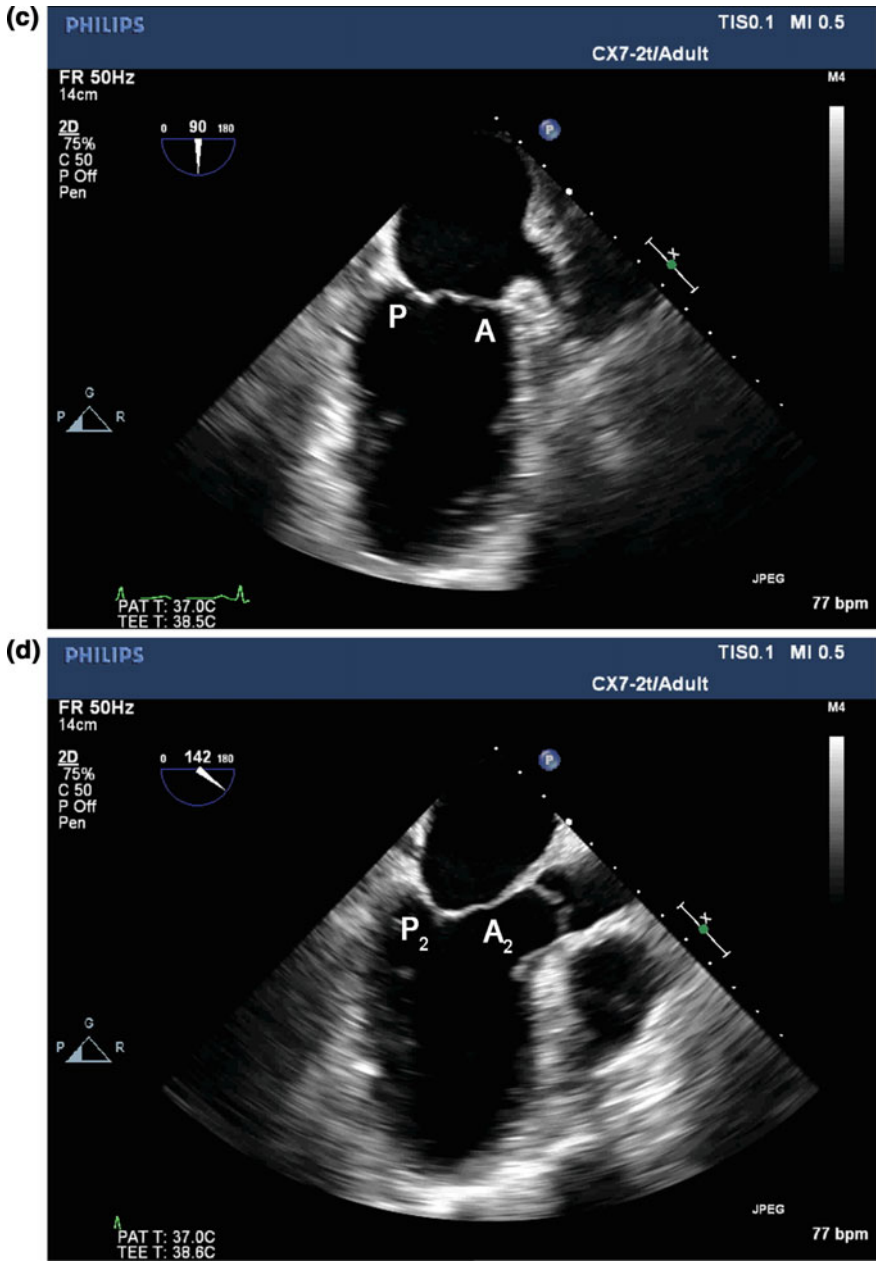 (c)
PHILIPS
TIS0.1 MI 0.5
CX7-2t/Adult
FR 50Hz
14cm
M4
2D
75%
C 50
P Off
Pen
0 90 180
P
X
P A
G
P R
JPEG
PAT T: 37.0C
TEE T: 38.5C
77 bpm
(d)
PHILIPS
TIS0.1 MI 0.5
CX7-2t/Adult
FR 50Hz
14cm
M4
2D
75%
C 50
P Off
Pen
0 142 180
P
X
P2 A2
G
P R
JPEG
PAT T: 37.0C
TEE T: 38.6C
77 bpm